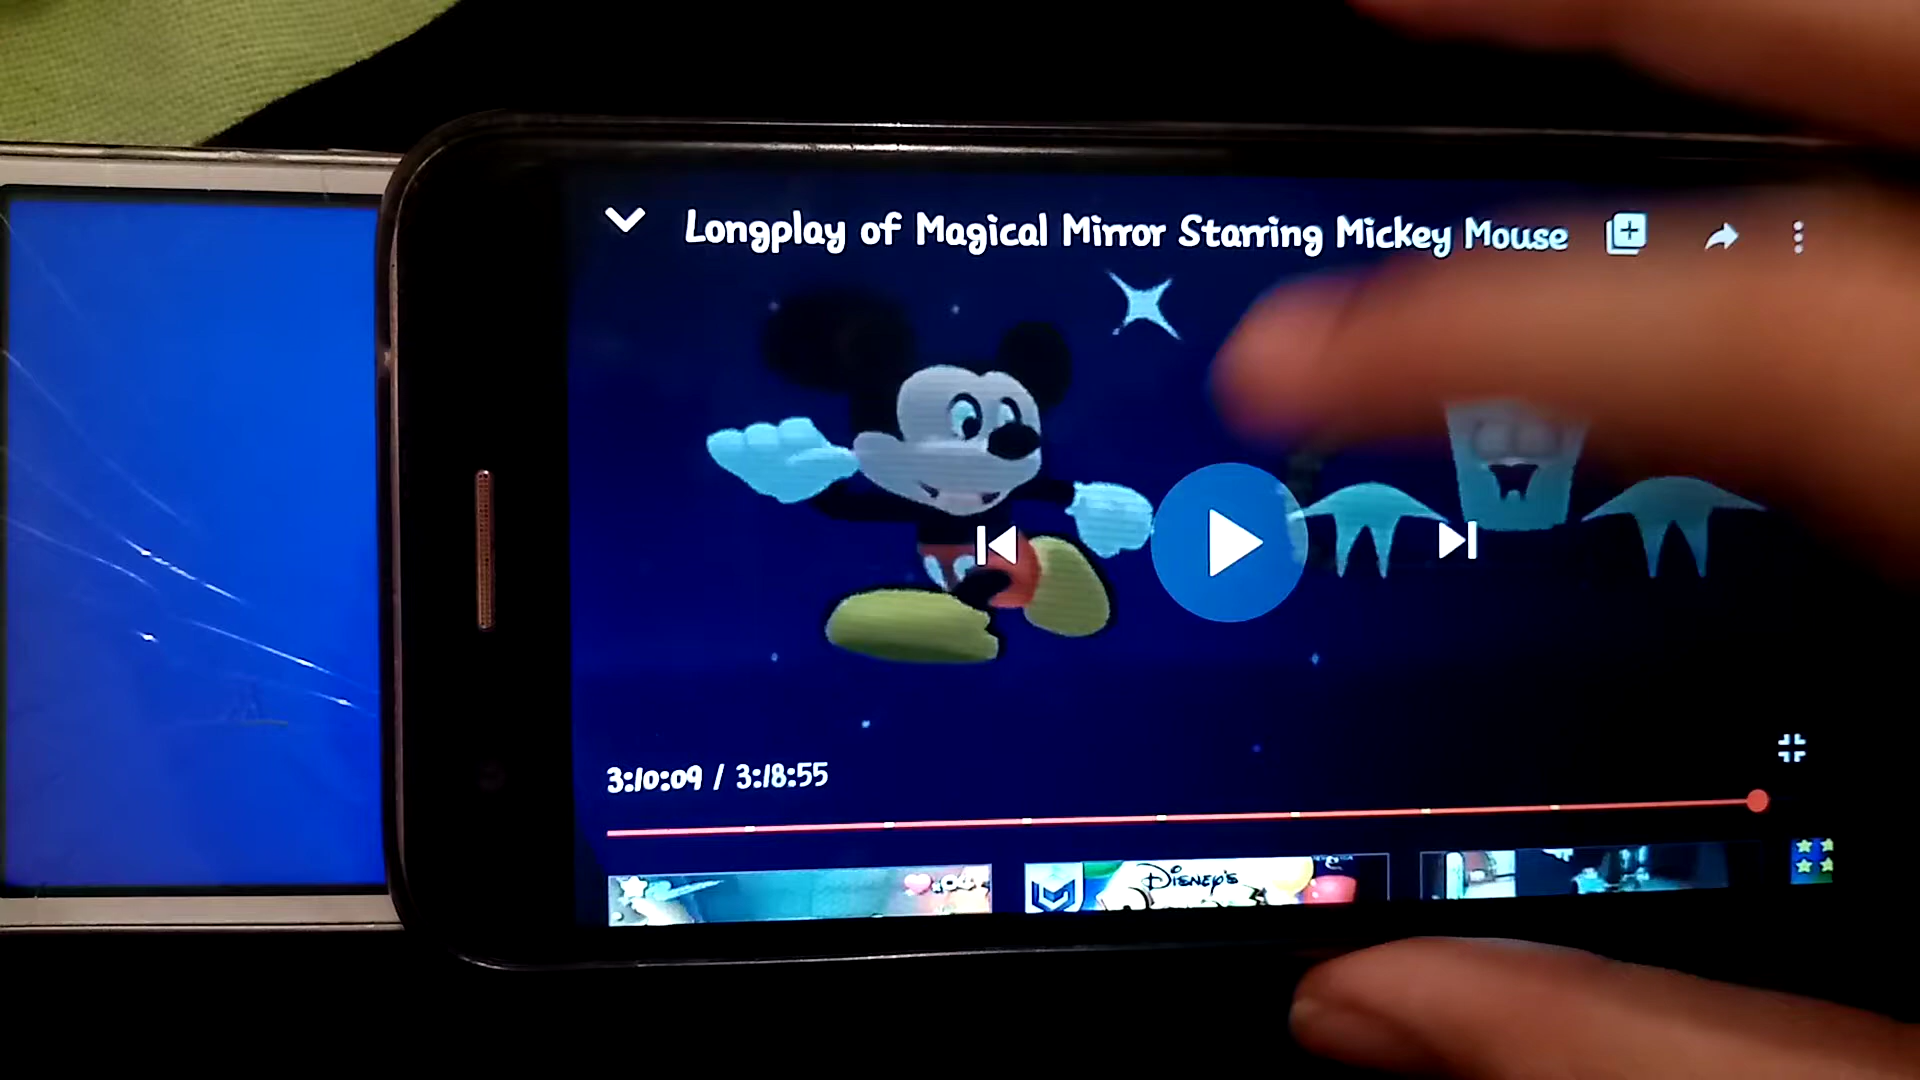 Longplay of Magical Mirror Starring Mickey Mouse
3:10:09 / 3:18:55
DISNEY'S